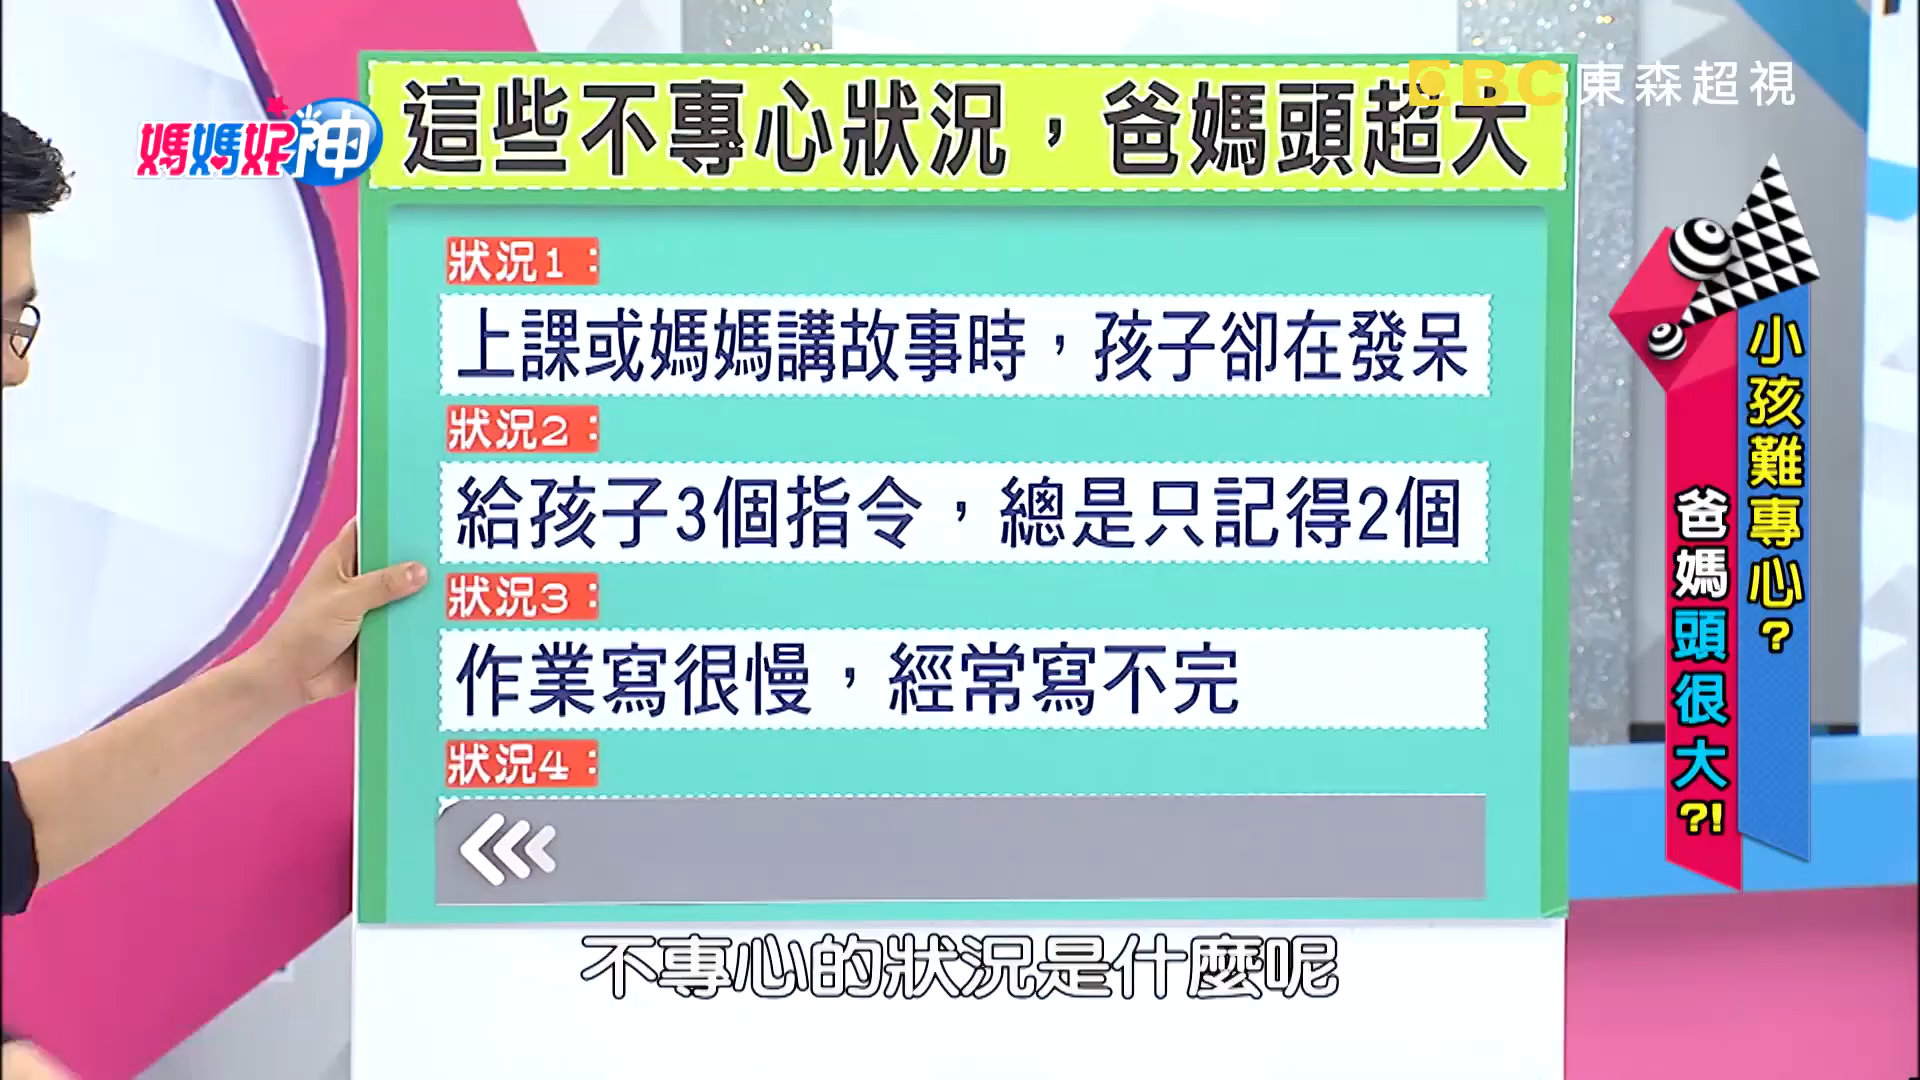 EBC 東森超視
媽媽好神
這些不專心狀況，爸媽頭超大
狀況1：
上課或媽媽講故事時，孩子卻在發呆
狀況2：
給孩子3個指令，總是只記得2個
狀況3：
作業寫很慢，經常寫不完
狀況4：
小孩難專心？
爸媽頭很大?!
不專心的狀況是什麼呢